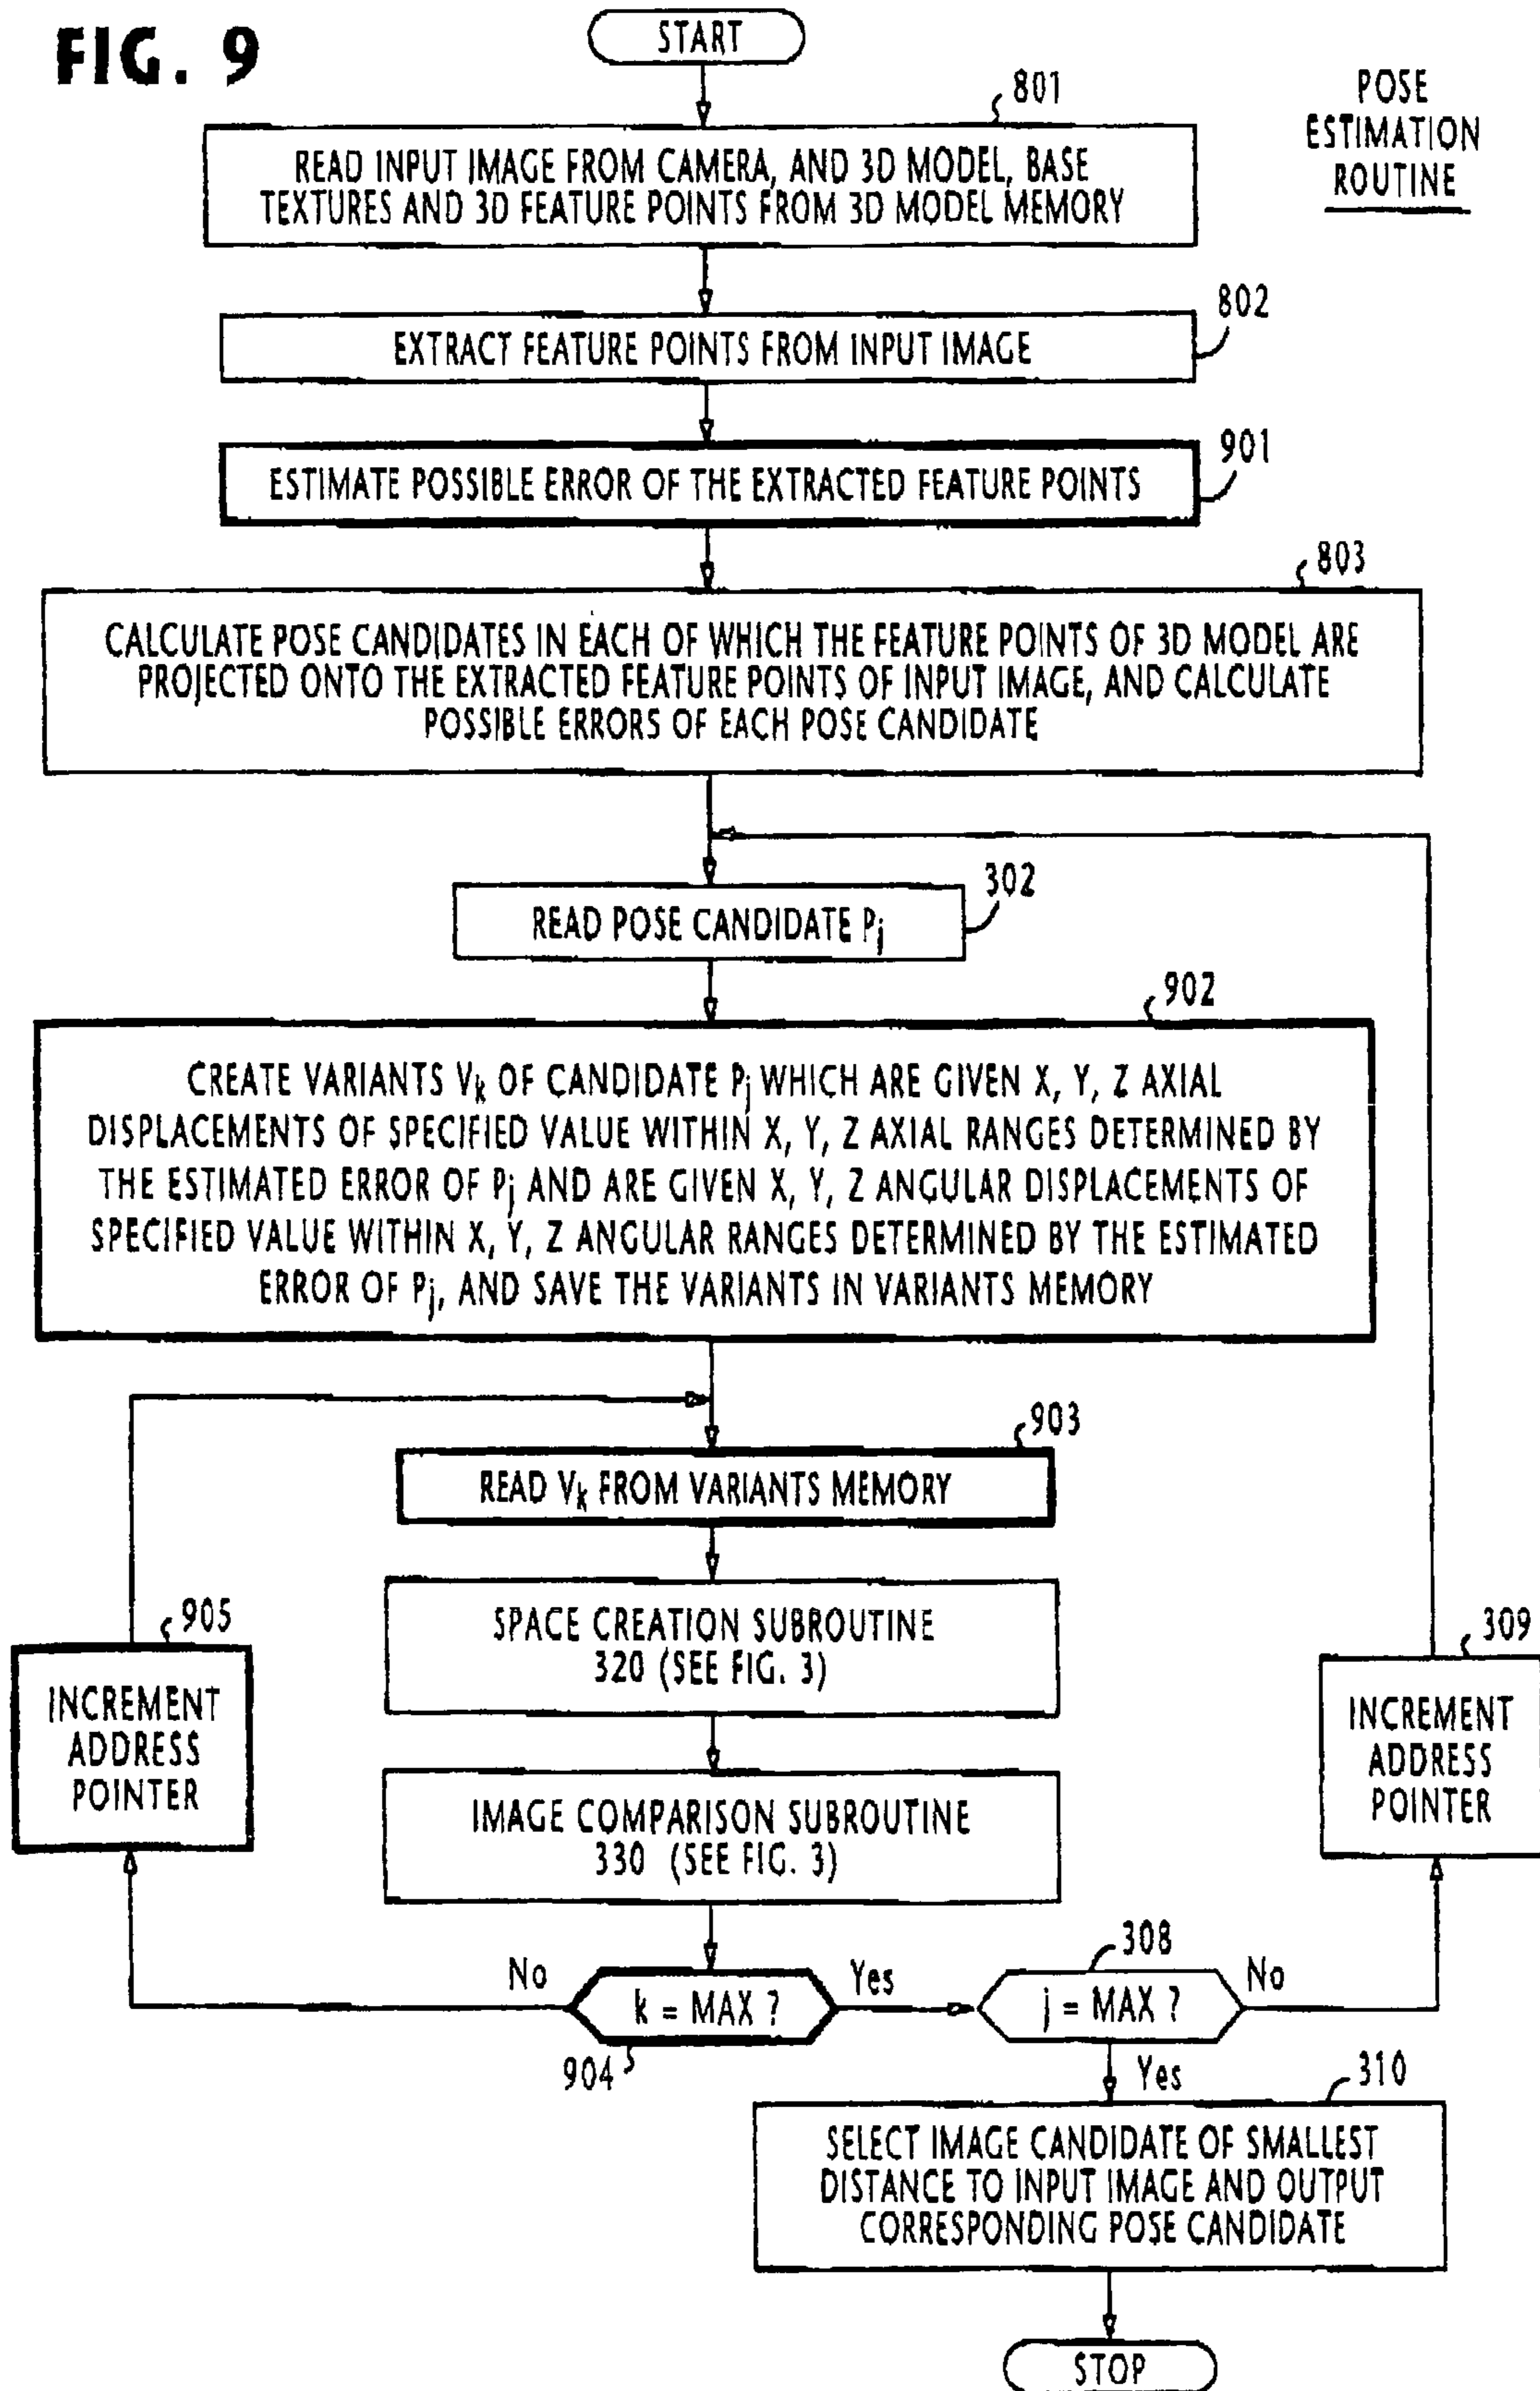 FIG. 9
START
POSE
ESTIMATION
ROUTINE
801
READ INPUT IMAGE FROM CAMERA, AND 3D MODEL, BASE
TEXTURES AND 3D FEATURE POINTS FROM 3D MODEL MEMORY
802
EXTRACT FEATURE POINTS FROM INPUT IMAGE
901
ESTIMATE POSSIBLE ERROR OF THE EXTRACTED FEATURE POINTS
803
CALCULATE POSE CANDIDATES IN EACH OF WHICH THE FEATURE POINTS OF 3D MODEL ARE
PROJECTED ONTO THE EXTRACTED FEATURE POINTS OF INPUT IMAGE, AND CALCULATE
POSSIBLE ERRORS OF EACH POSE CANDIDATE
302
READ POSE CANDIDATE Pj
902
CREATE VARIANTS Vk OF CANDIDATE Pj WHICH ARE GIVEN X, Y, Z AXIAL
DISPLACEMENTS OF SPECIFIED VALUE WITHIN X, Y, Z AXIAL RANGES DETERMINED BY
THE ESTIMATED ERROR OF Pj AND ARE GIVEN X, Y, Z ANGULAR DISPLACEMENTS OF
SPECIFIED VALUE WITHIN X, Y, Z ANGULAR RANGES DETERMINED BY THE ESTIMATED
ERROR OF Pj, AND SAVE THE VARIANTS IN VARIANTS MEMORY
903
READ Vk FROM VARIANTS MEMORY
SPACE CREATION SUBROUTINE
320 (SEE FIG. 3)
905
INCREMENT
ADDRESS
POINTER
309
INCREMENT
ADDRESS
POINTER
IMAGE COMPARISON SUBROUTINE
330 (SEE FIG. 3)
No
k = MAX ?
904
Yes
308
j = MAX ?
No
Yes
310
SELECT IMAGE CANDIDATE OF SMALLEST
DISTANCE TO INPUT IMAGE AND OUTPUT
CORRESPONDING POSE CANDIDATE
STOP